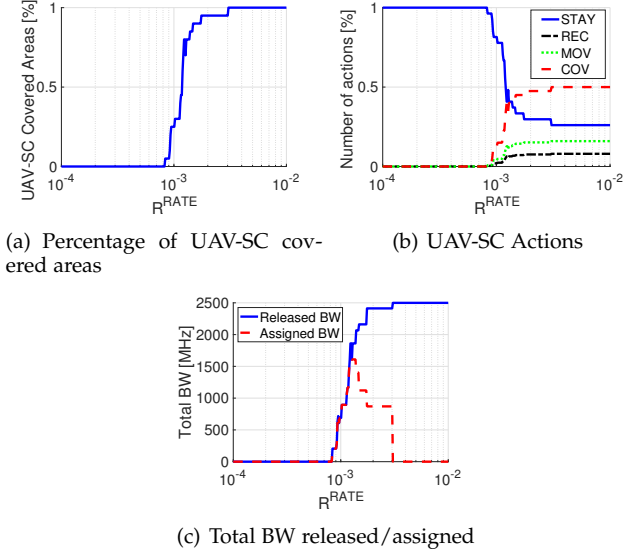 UAV-SC Covered Areas [%]
1
0.5
0
10^-4
10^-3
10^-2
R^RATE
(a) Percentage of UAV-SC cov-
ered areas
Number of actions [%]
1
0.5
0
STAY
REC
MOV
COV
10^-4
10^-3
10^-2
R^RATE
(b) UAV-SC Actions
Total BW [MHz]
2500
2000
1500
1000
500
0
Released BW
Assigned BW
10^-4
10^-3
10^-2
R^RATE
(c) Total BW released/assigned